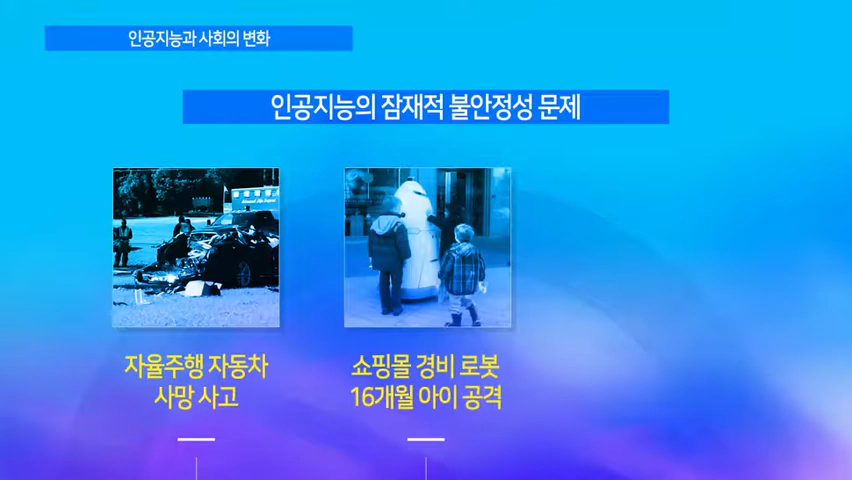 인공지능과 사회의 변화
인공지능의 잠재적 불안정성 문제
자율주행 자동차
사망 사고
쇼핑몰 경비 로봇
16개월 아이 공격